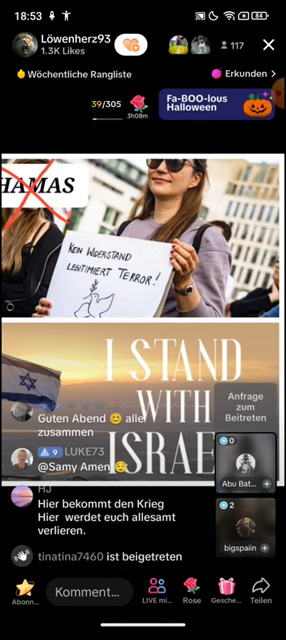 18:53
84
Löwenherz93
1.3K Likes
117
Wöchentliche Rangliste
Erkunden >
39/305
3h08m
Fa-BOO-lous
Halloween
HAMAS
KEIN WIDERSTAND
LEGITIMIERT TERROR!
I STAND
WITH
ISRAE
Anfrage
zum
Beitreten
Guten Abend 😊 alle
zusammen
9 LUKE73
@Samy Amen
0
Abu Bat...
HJ
Hier bekommt den Krieg
Hier werdet euch allesamt
verlieren.
2
bigspaiin
tinatina7460 ist beigetreten
Kommentar...
Abonn...
LIVE mi...
Rose
Gesche...
Teilen